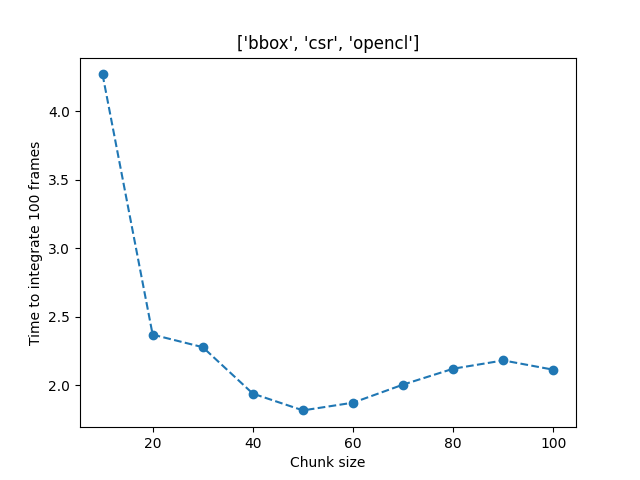 ['bbox', 'csr', 'opencl']
Time to integrate 100 frames
4.0
3.5
3.0
2.5
2.0
20 40 60 80 100
Chunk size